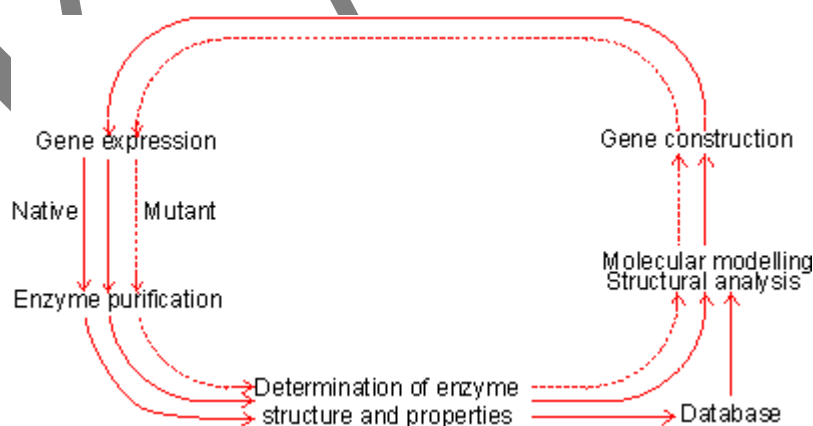 Gene expression
Gene construction
Native
Mutant
Molecular modelling
Structural analysis
Enzyme purification
Determination of enzyme
structure and properties
Database